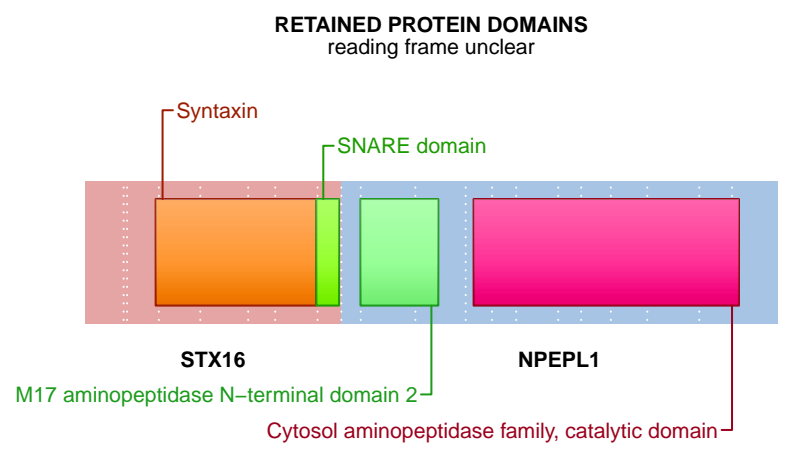 RETAINED PROTEIN DOMAINS
reading frame unclear
Syntaxin
SNARE domain
STX16
NPEPL1
M17 aminopeptidase N−terminal domain 2
Cytosol aminopeptidase family, catalytic domain